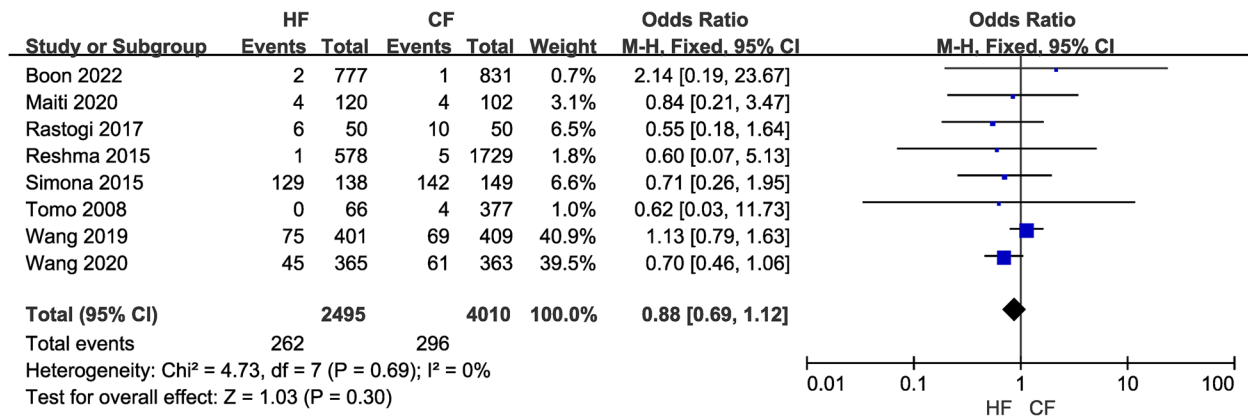 HF CF Odds Ratio Odds Ratio
Study or Subgroup Events Total Events Total Weight M-H, Fixed, 95% CI M-H, Fixed, 95% CI
Boon 2022 2 777 1 831 0.7% 2.14 [0.19, 23.67]
Maiti 2020 4 120 4 102 3.1% 0.84 [0.21, 3.47]
Rastogi 2017 6 50 10 50 6.5% 0.55 [0.18, 1.64]
Reshma 2015 1 578 5 1729 1.8% 0.60 [0.07, 5.13]
Simona 2015 129 138 142 149 6.6% 0.71 [0.26, 1.95]
Tomo 2008 0 66 4 377 1.0% 0.62 [0.03, 11.73]
Wang 2019 75 401 69 409 40.9% 1.13 [0.79, 1.63]
Wang 2020 45 365 61 363 39.5% 0.70 [0.46, 1.06]
Total (95% CI) 2495 4010 100.0% 0.88 [0.69, 1.12]
Total events 262 296
Heterogeneity: Chi² = 4.73, df = 7 (P = 0.69); I² = 0%
Test for overall effect: Z = 1.03 (P = 0.30)
0.01 0.1 1 10 100
HF CF